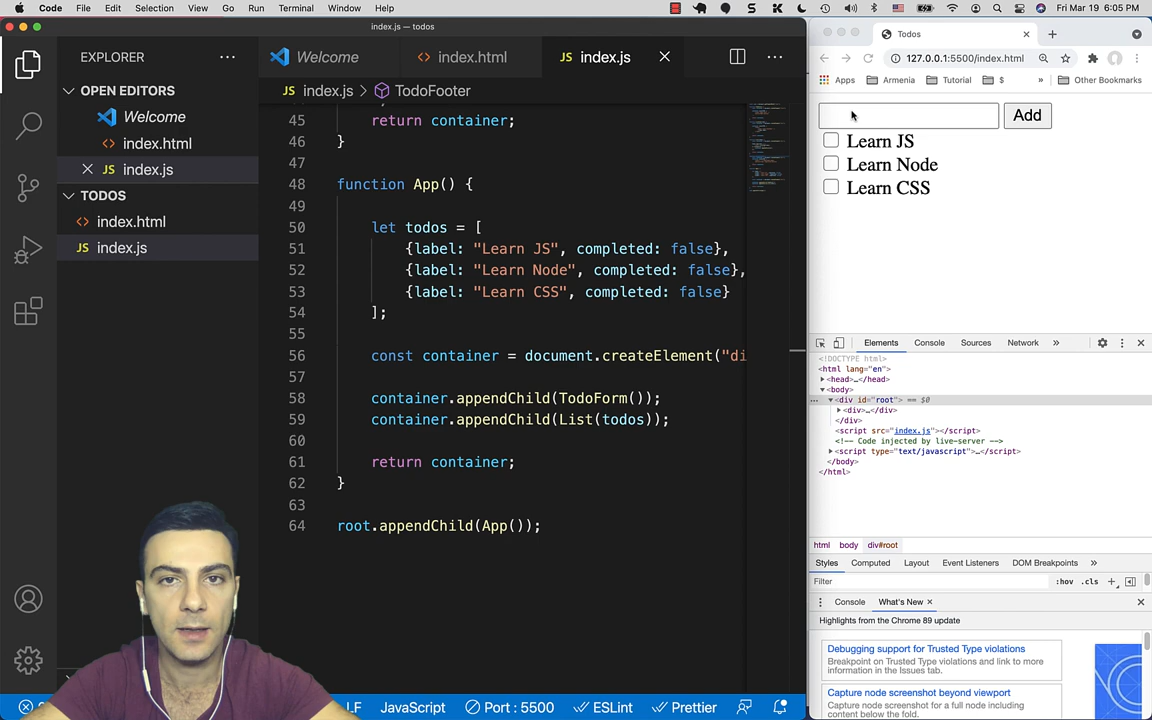 Code File Edit Selection View Go Run Terminal Window Help
Fri Mar 19 6:05 PM
index.js — todos
EXPLORER
OPEN EDITORS
Welcome
index.html
JS index.js
TODOS
index.html
JS index.js
Welcome
index.html
JS index.js
JS index.js > TodoFooter
45 return container;
46 }
47
48 function App() {
49
50 let todos = [
51 {label: "Learn JS", completed: false},
52 {label: "Learn Node", completed: false},
53 {label: "Learn CSS", completed: false}
54 ];
55
56 const container = document.createElement("di
57
58 container.appendChild(TodoForm());
59 container.appendChild(List(todos));
60
61 return container;
62 }
63
64 root.appendChild(App());
LF JavaScript Port : 5500 ESLint Prettier
Todos
127.0.0.1:5500/index.html
Apps Armenia Tutorial $ » Other Bookmarks
Add
Learn JS
Learn Node
Learn CSS
Elements Console Sources Network »
<!DOCTYPE html>
<html lang="en">
<head>…</head>
<body>
… <div id="root"> == $0
<div>…</div>
</div>
<script src="index.js"></script>
<!-- Code injected by live-server -->
<script type="text/javascript">…</script>
</body>
</html>
html body div#root
Styles Computed Layout Event Listeners DOM Breakpoints »
Filter :hov .cls
Console What's New
Highlights from the Chrome 89 update
Debugging support for Trusted Type violations
Breakpoint on Trusted Type violations and link to more
information in the Issues tab.
Capture node screenshot beyond viewport
Capture node screenshot for a full node including
content below the fold.